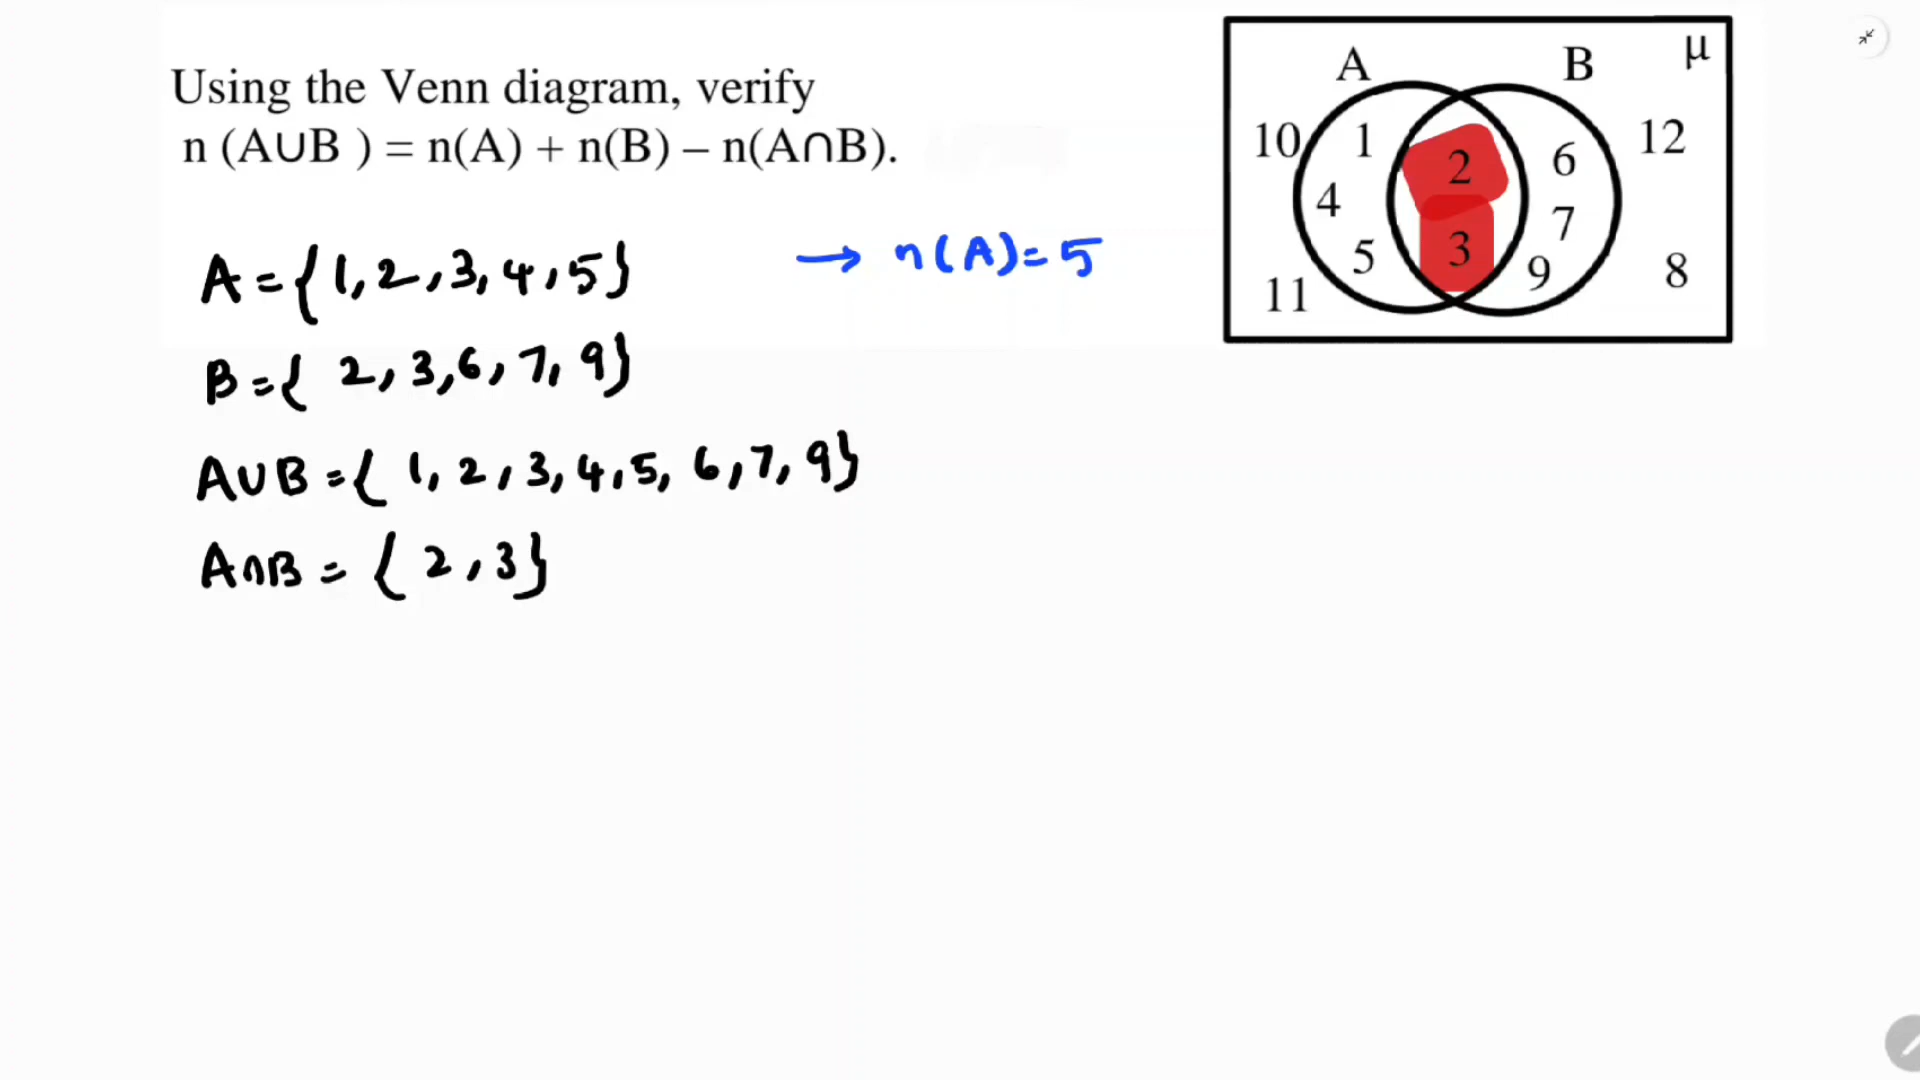 Using the Venn diagram, verify
n (A∪B ) = n(A) + n(B) – n(A∩B).
A = {1, 2, 3, 4, 5}
→ n(A) = 5
B = { 2, 3, 6, 7, 9}
A∪B = { 1, 2, 3, 4, 5, 6, 7, 9}
A∩B = { 2, 3}
A B μ
10 1 2 6 12
4 7
5 3 9 8
11